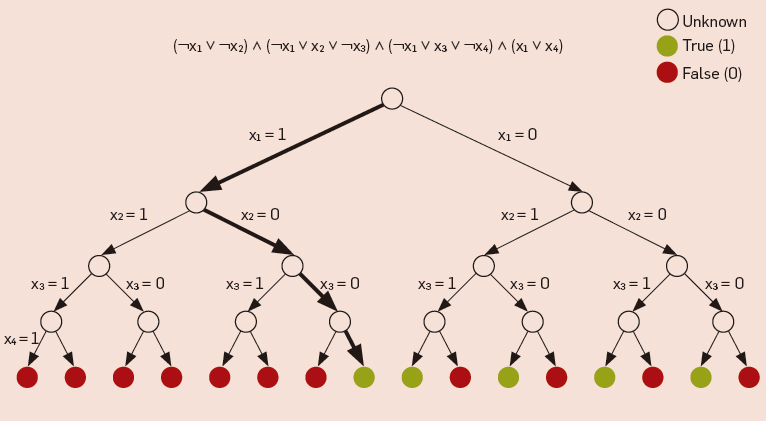 Unknown
True (1)
False (0)
(¬x₁ ∨ ¬x₂) ∧ (¬x₁ ∨ x₂ ∨ ¬x₃) ∧ (¬x₁ ∨ x₃ ∨ ¬x₄) ∧ (x₁ ∨ x₄)
x₁ = 1
x₁ = 0
x₂ = 1
x₂ = 0
x₂ = 1
x₂ = 0
x₃ = 1
x₃ = 0
x₃ = 1
x₃ = 0
x₃ = 1
x₃ = 0
x₃ = 1
x₃ = 0
x₄ = 1